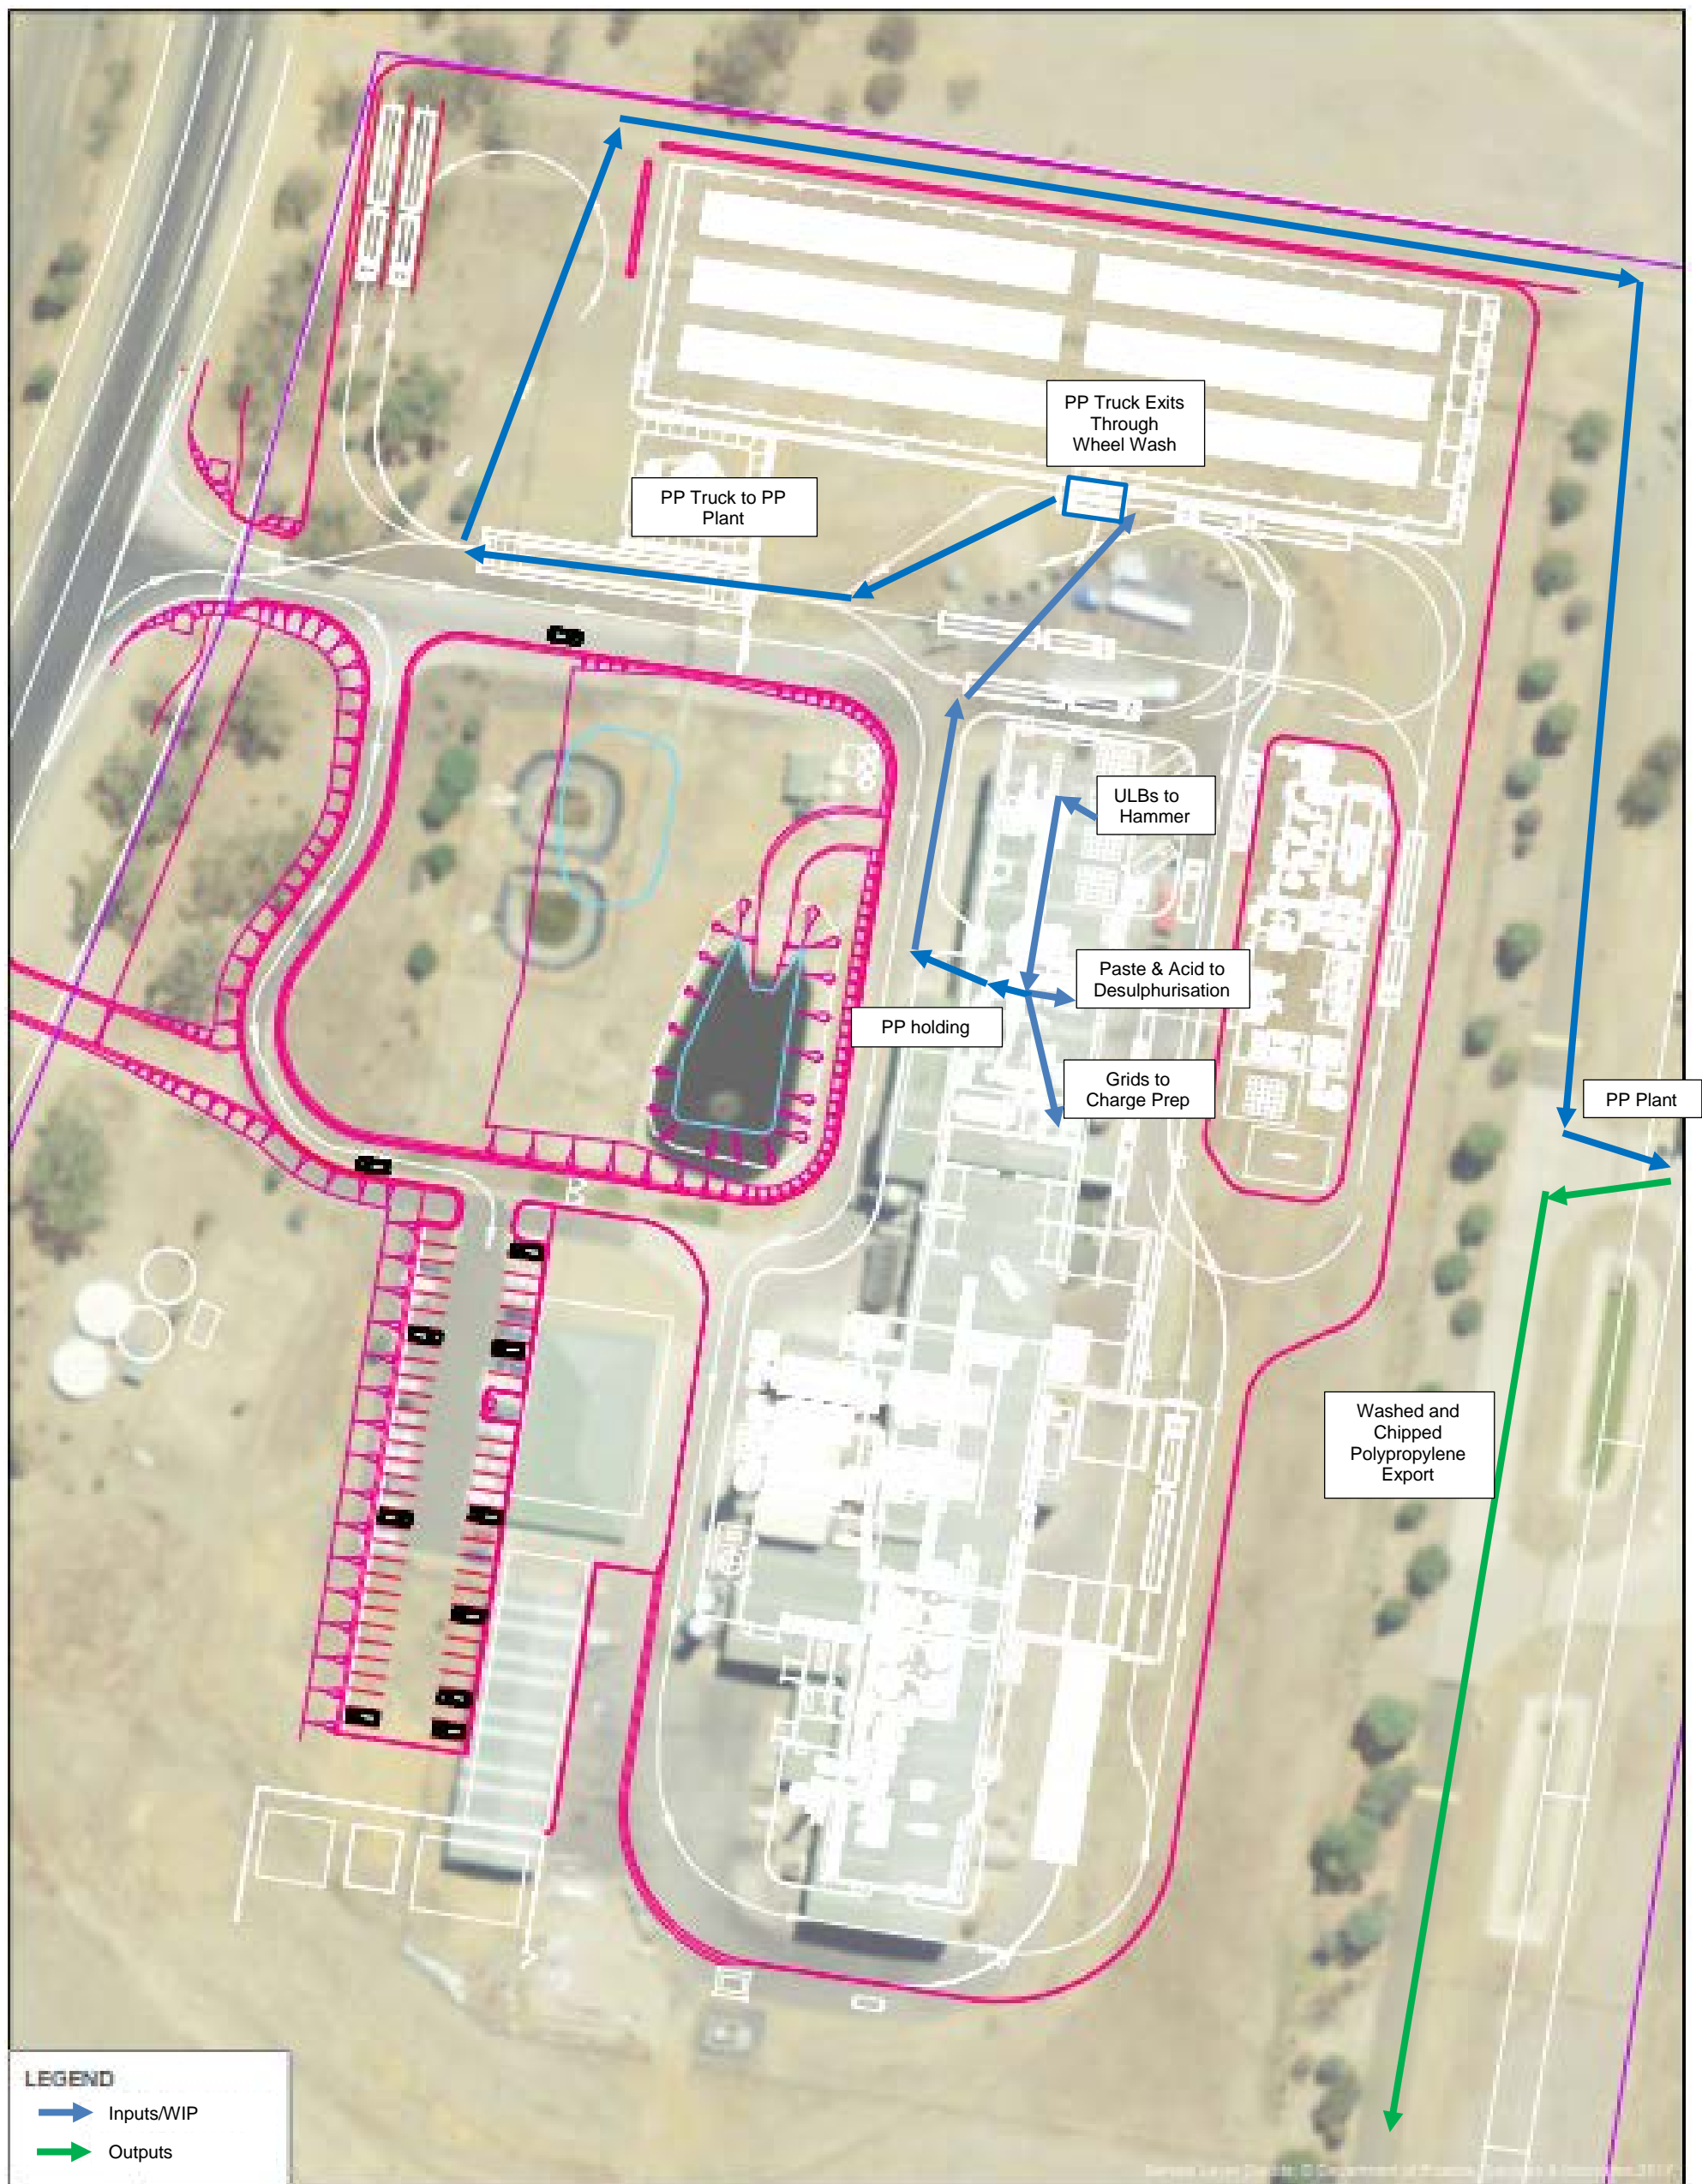 PP Truck Exits
Through
Wheel Wash
PP Truck to PP
Plant
ULBs to
Hammer
Paste & Acid to
Desulphurisation
PP holding
Grids to
Charge Prep
PP Plant
Washed and
Chipped
Polypropylene
Export
LEGEND
Inputs/WIP
Outputs